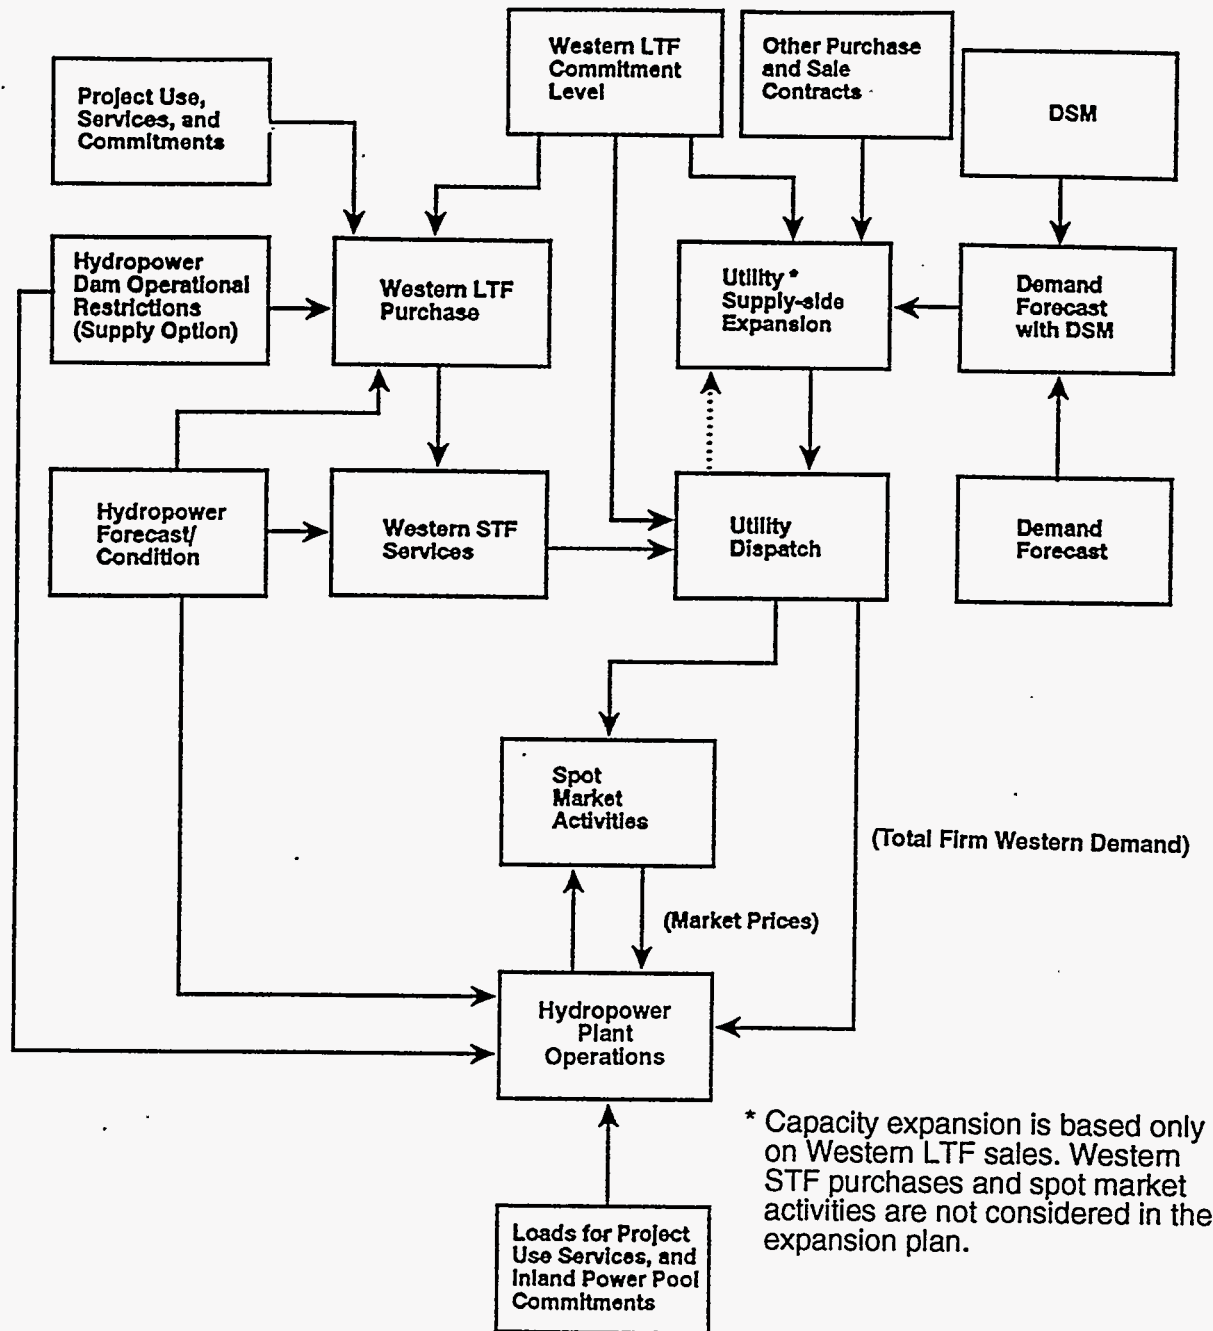 Western LTF
Commitment
Level
Other Purchase
and Sale
Contracts
DSM
Project Use,
Services, and
Commitments
Hydropower
Dam Operational
Restrictions
(Supply Option)
Western LTF
Purchase
Utility *
Supply-side
Expansion
Demand
Forecast
with DSM
Hydropower
Forecast/
Condition
Western STF
Services
Utility
Dispatch
Demand
Forecast
Spot
Market
Activities
(Total Firm Western Demand)
(Market Prices)
Hydropower
Plant
Operations
* Capacity expansion is based only
on Western LTF sales. Western
STF purchases and spot market
activities are not considered in the
expansion plan.
Loads for Project
Use Services, and
Inland Power Pool
Commitments